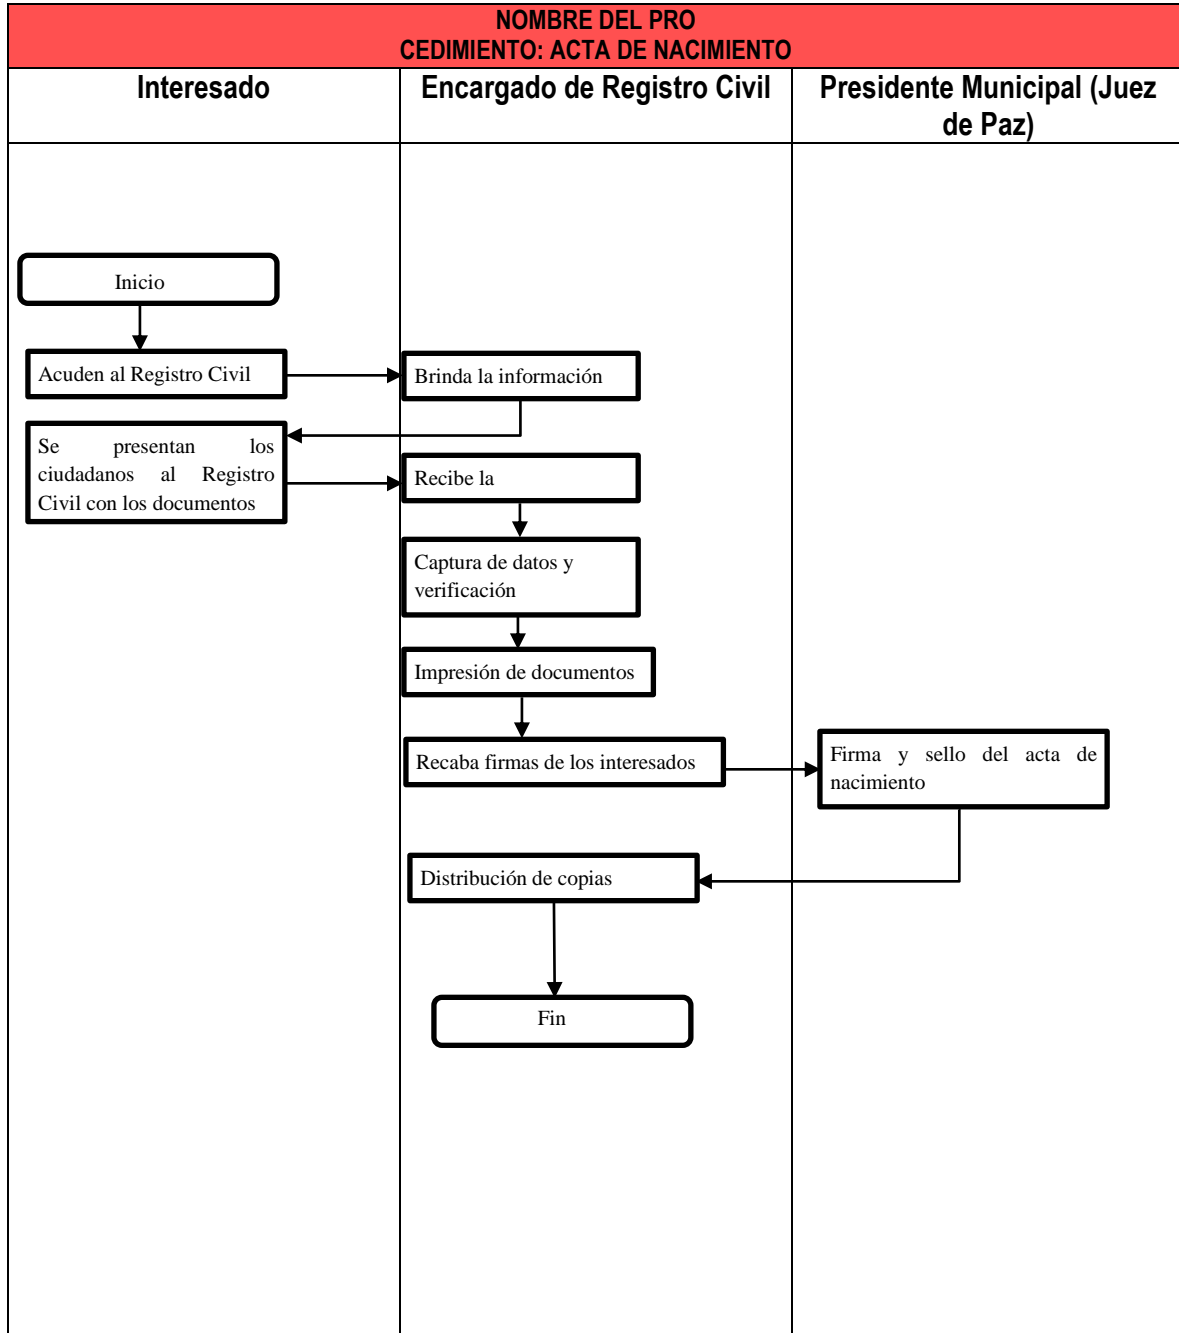 NOMBRE DEL PRO
CEDIMIENTO: ACTA DE NACIMIENTO
Interesado
Encargado de Registro Civil
Presidente Municipal (Juez
de Paz)
Inicio
Acuden al Registro Civil
Brinda la información
Se presentan los
ciudadanos al Registro
Civil con los documentos
Recibe la
Captura de datos y
verificación
Impresión de documentos
Recaba firmas de los interesados
Firma y sello del acta de
nacimiento
Distribución de copias
Fin